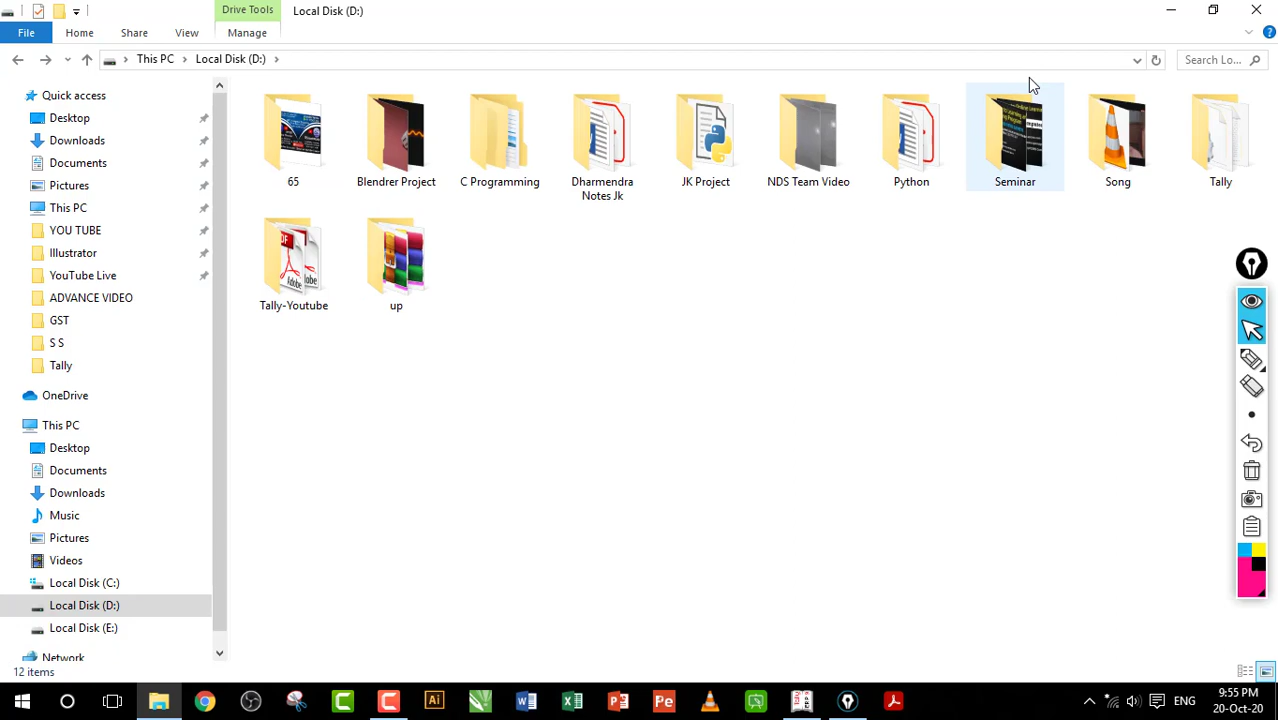 Drive Tools
Local Disk (D:)
File Home Share View Manage
This PC Local Disk (D:)
Search Lo...
Quick access
Desktop
Downloads
Documents
Pictures
This PC
YOU TUBE
Illustrator
YouTube Live
ADVANCE VIDEO
GST
S S
Tally
OneDrive
This PC
Desktop
Documents
Downloads
Music
Pictures
Videos
Local Disk (C:)
Local Disk (D:)
Local Disk (E:)
Network
65
Blendrer Project
C Programming
Dharmendra
Notes Jk
JK Project
NDS Team Video
Python
Seminar
Song
Tally
Tally-Youtube
up
12 items
ENG
9:55 PM
20-Oct-20